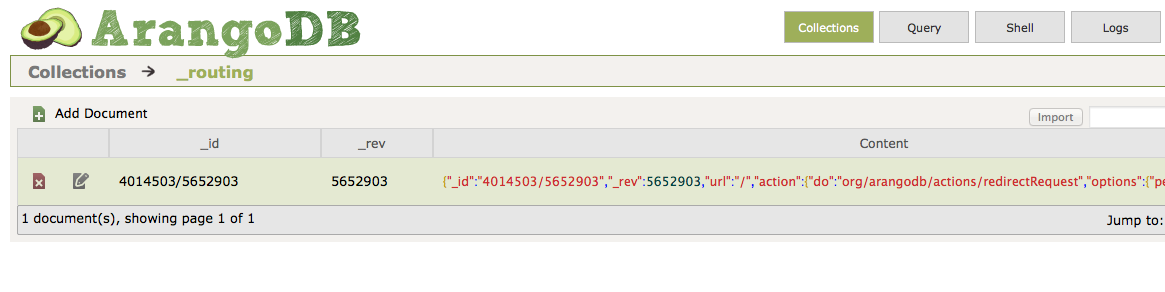 ArangoDB
Collections Query Shell Logs
Collections → _routing
Add Document
Import
_id _rev Content
4014503/5652903 5652903 {"_id":"4014503/5652903","_rev":5652903,"url":"/","action":{"do":"org/arangodb/actions/redirectRequest","options":{"pe
1 document(s), showing page 1 of 1
Jump to: